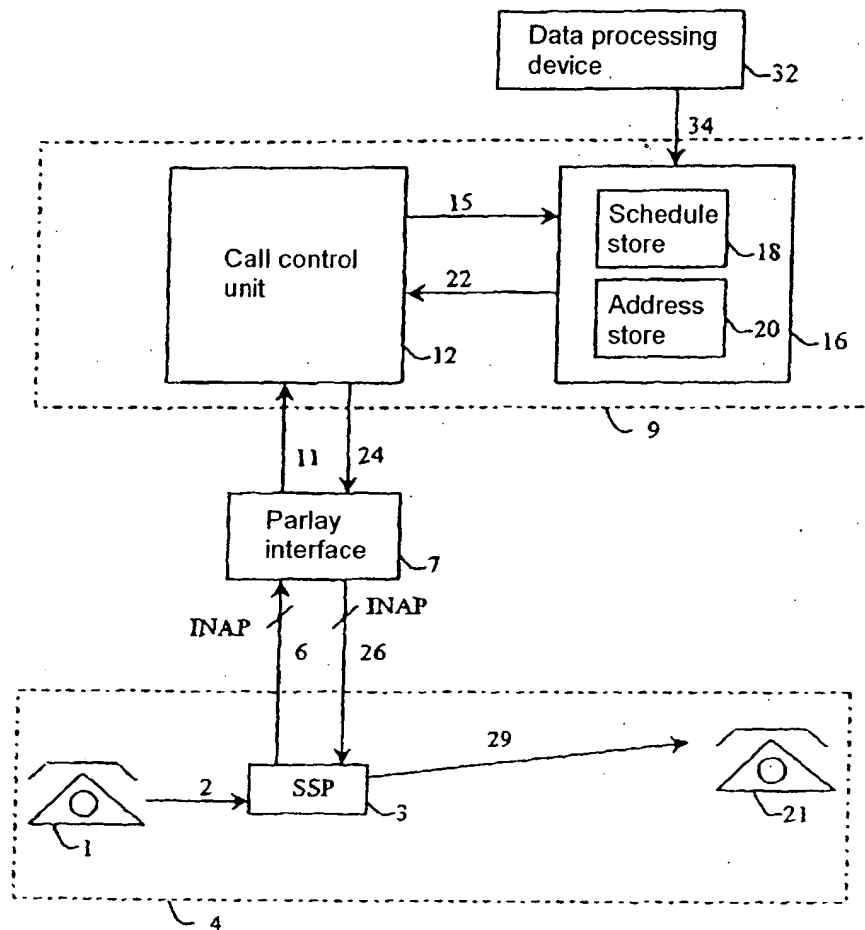 Data processing
device
32
34
Call control
unit
12
15
22
Schedule
store
18
Address
store
20
16
9
11
24
Parlay
interface
7
INAP
INAP
6
26
29
2
SSP
3
1
21
4